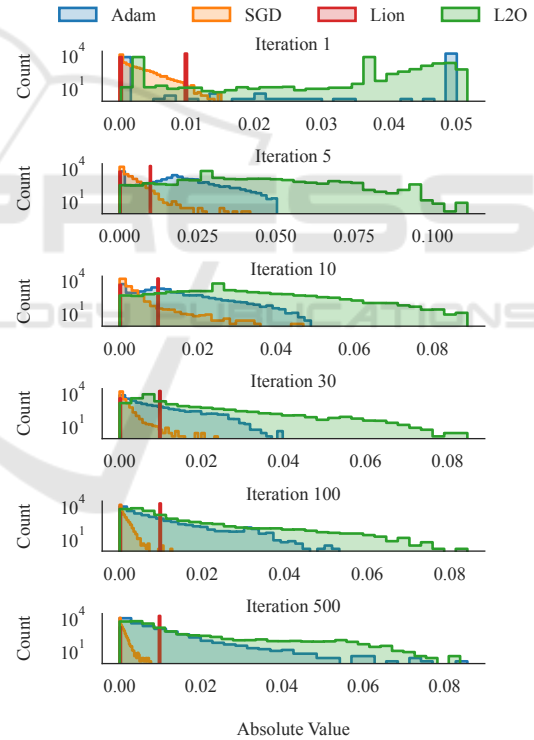 Adam SGD Lion L2O
Iteration 1
Count
10^4
10^1
0.00 0.01 0.02 0.03 0.04 0.05
Iteration 5
Count
10^4
10^1
0.000 0.025 0.050 0.075 0.100
Iteration 10
Count
10^4
10^1
0.00 0.02 0.04 0.06 0.08
Iteration 30
Count
10^4
10^1
0.00 0.02 0.04 0.06 0.08
Iteration 100
Count
10^4
10^1
0.00 0.02 0.04 0.06 0.08
Iteration 500
Count
10^4
10^1
0.00 0.02 0.04 0.06 0.08
Absolute Value